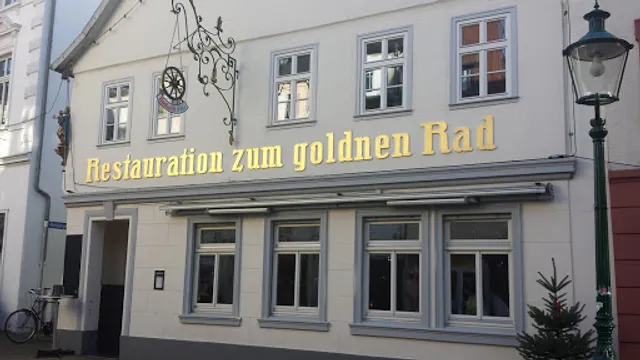 Restauration zum goldnen Rad